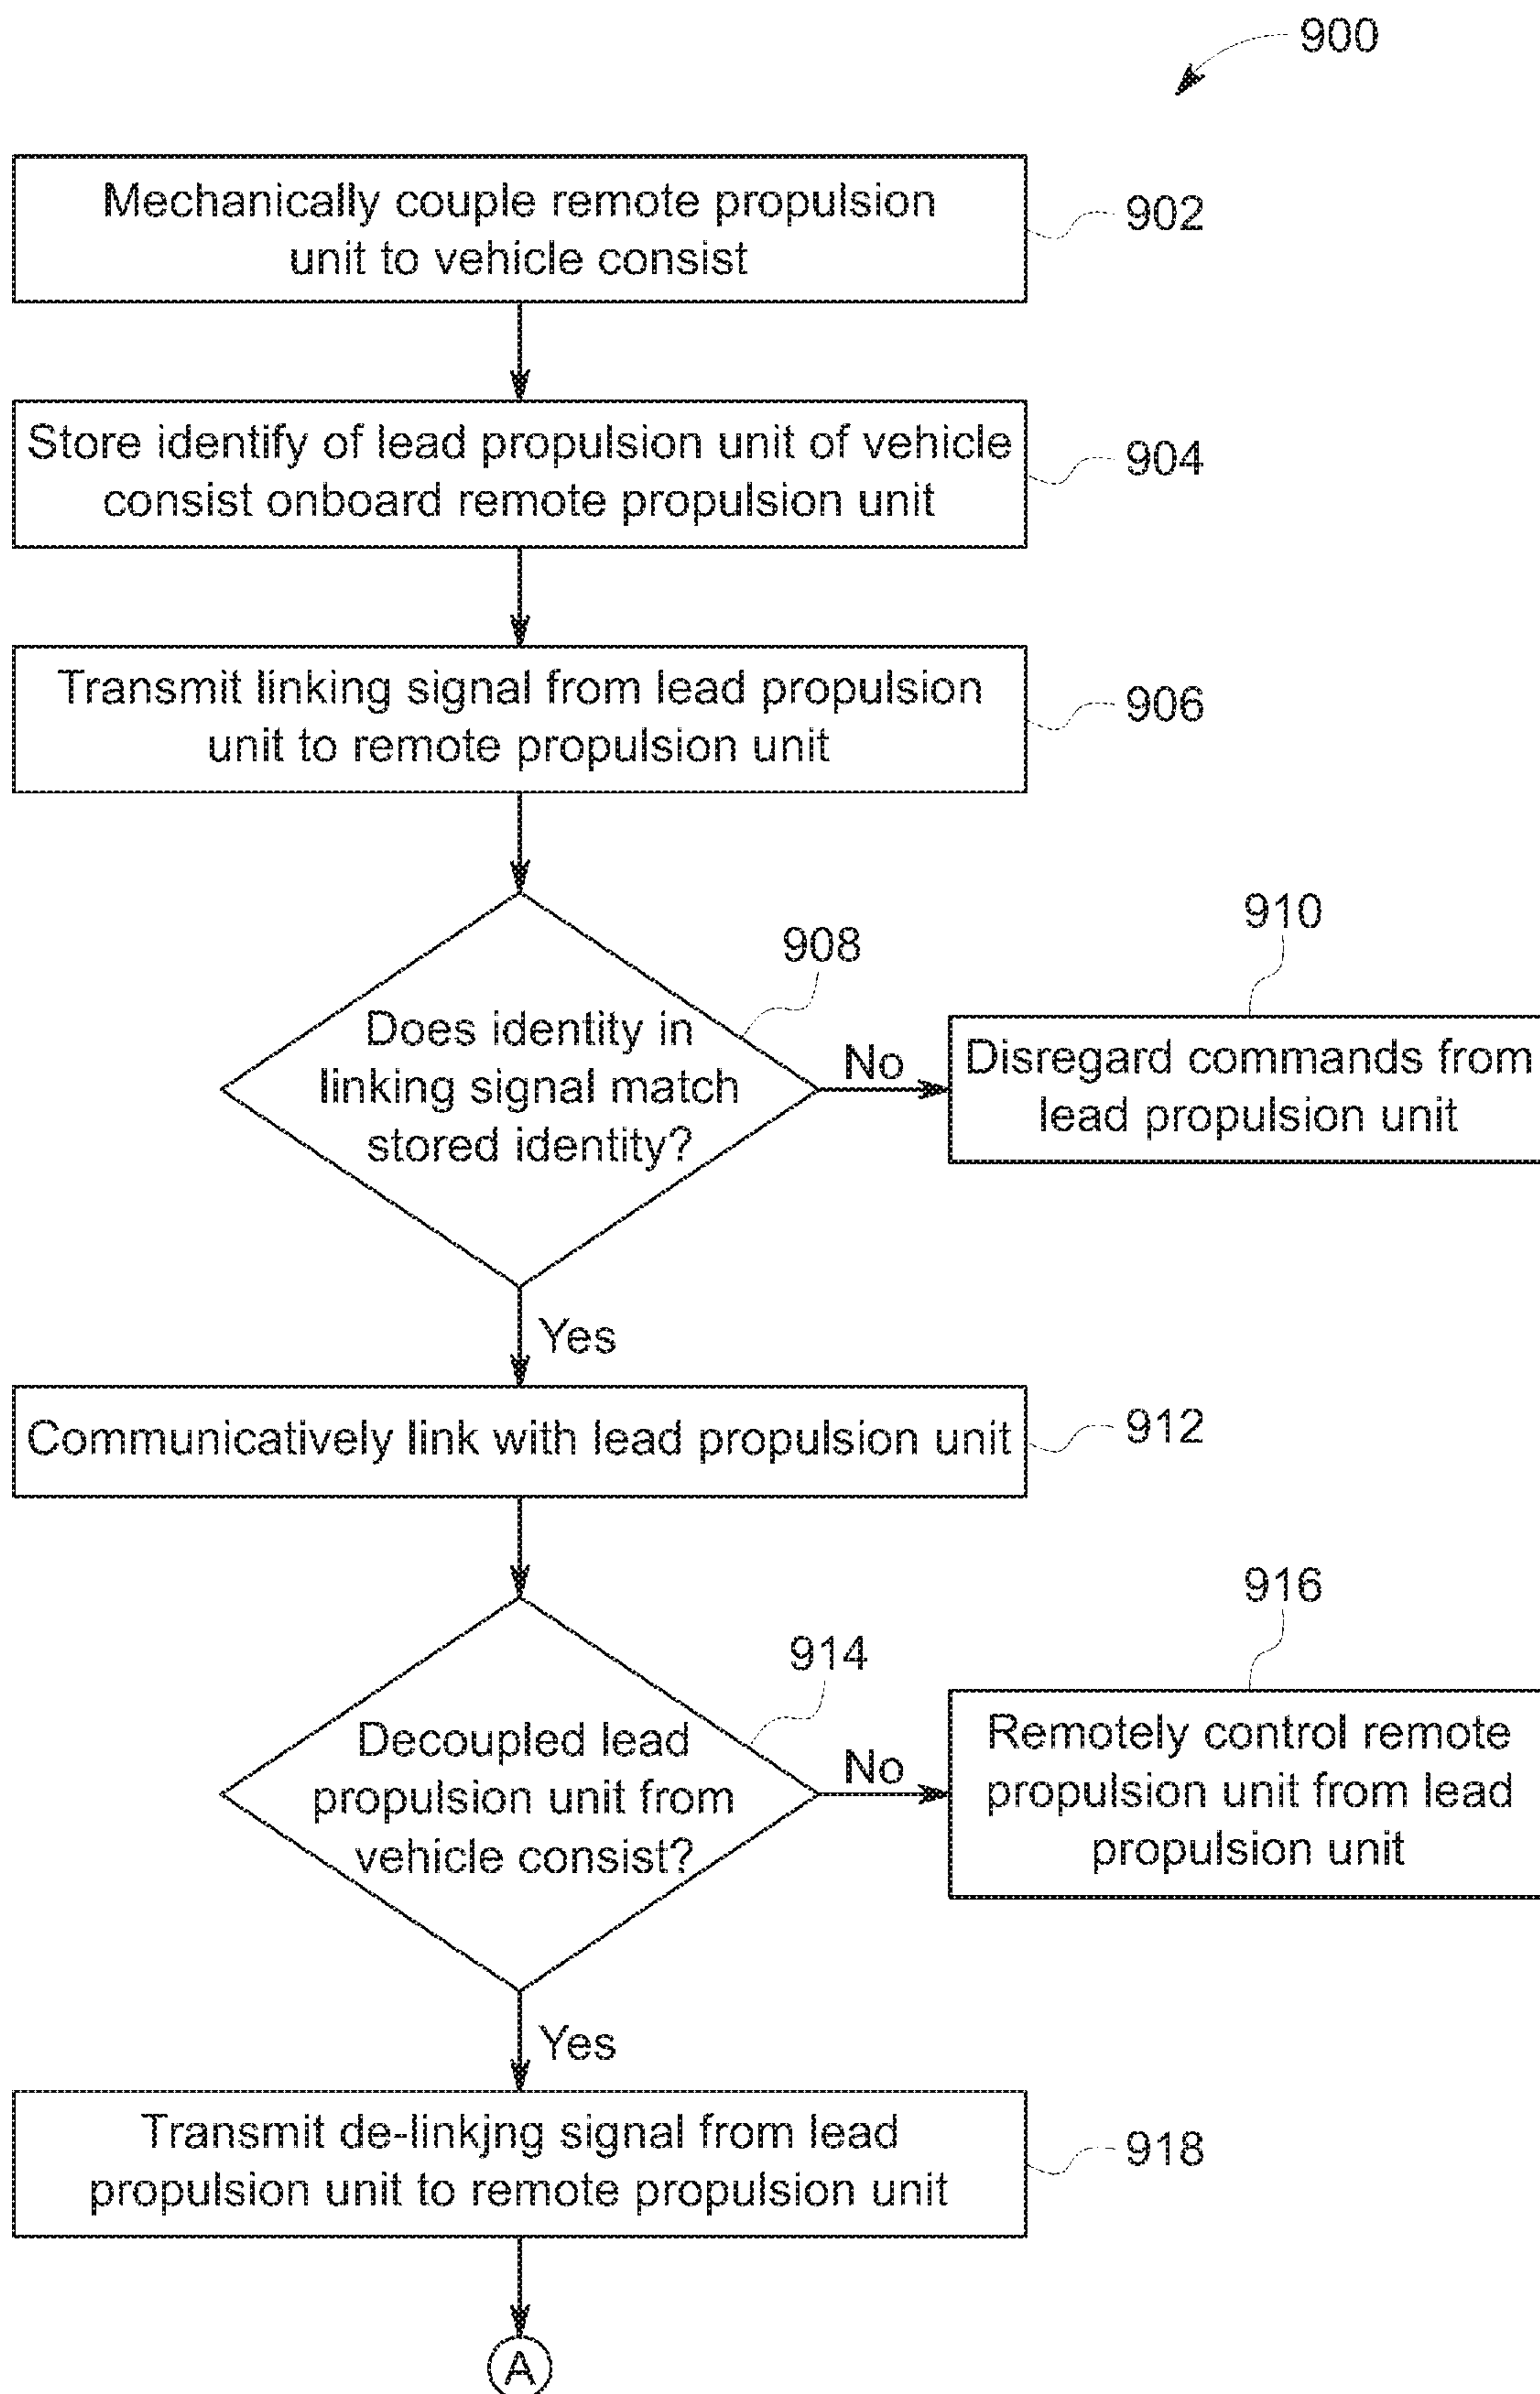 900
Mechanically couple remote propulsion
unit to vehicle consist
902
Store identify of lead propulsion unit of vehicle
consist onboard remote propulsion unit
904
Transmit linking signal from lead propulsion
unit to remote propulsion unit
906
908
Does identity in
linking signal match
stored identity?
No
910
Disregard commands from
lead propulsion unit
Yes
Communicatively link with lead propulsion unit
912
914
Decoupled lead
propulsion unit from
vehicle consist?
No
916
Remotely control remote
propulsion unit from lead
propulsion unit
Yes
Transmit de-linkjng signal from lead
propulsion unit to remote propulsion unit
918
A